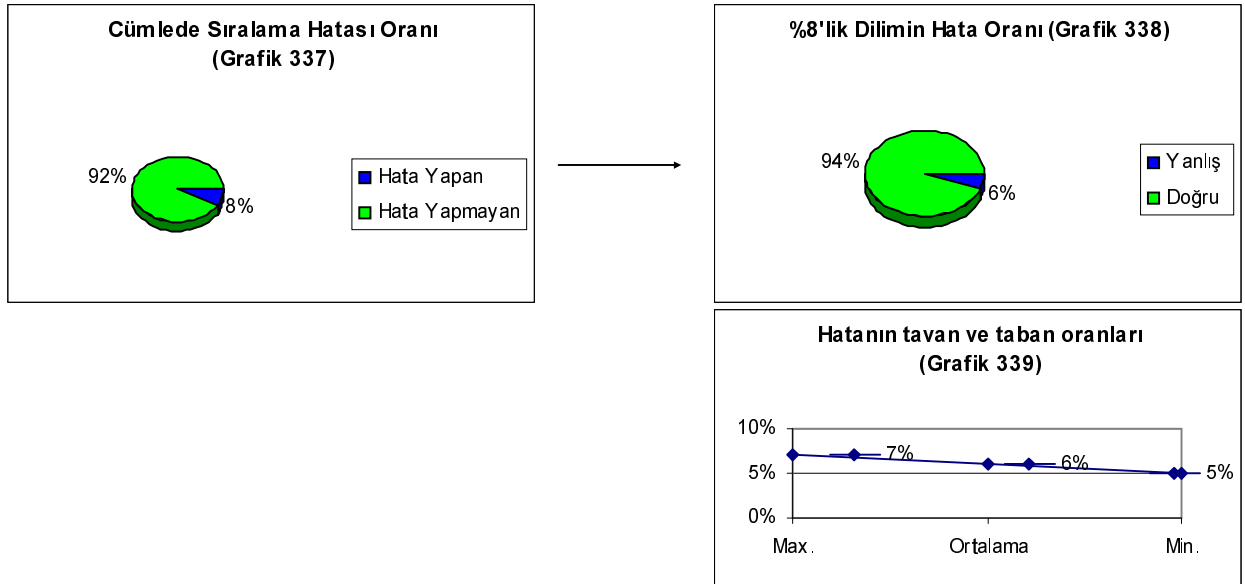 Cümlede Sıralama Hatası Oranı
(Grafik 337)
92%
8%
Hata Yapan
Hata Yapmayan
%8'lik Dilimin Hata Oranı (Grafik 338)
94%
6%
Yanlış
Doğru
Hatanın tavan ve taban oranları
(Grafik 339)
10%
5%
0%
7%
6%
5%
Max.
Ortalama
Min.